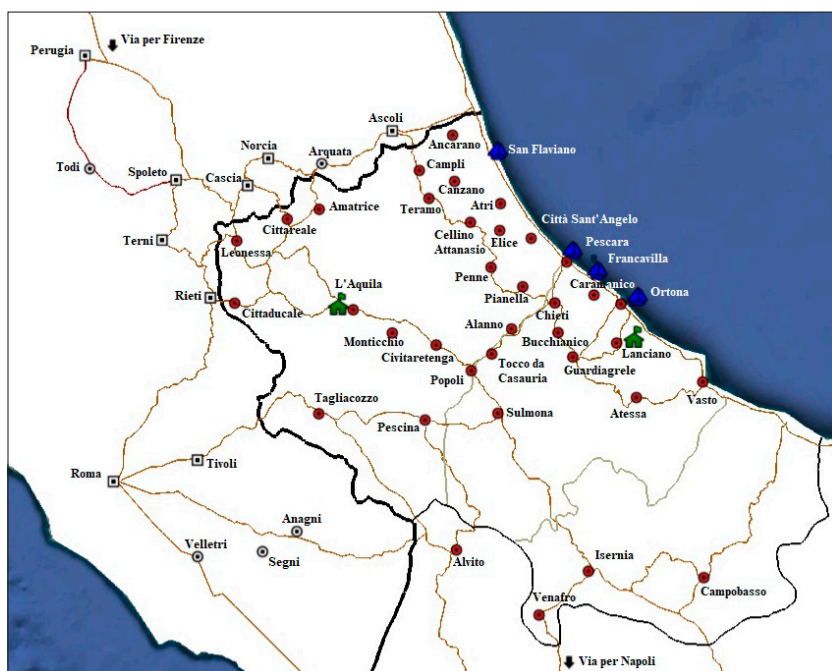 Via per Firenze
Perugia
Ascoli
Norcia
Arquata
Ancarano
San Flaviano
Todi
Spoleto
Cascia
Campli
Canzano
Amatrice
Teramo
Atri
Cittareale
Città Sant'Angelo
Terni
Leonessa
Cellino
Attanasio
Elice
Pescara
Francavilla
Penne
L'Aquila
Caramanico
Ortona
Rieti
Cittaducale
Pianella
Chieti
Alanno
Monticchio
Bucchianico
Civitaretenga
Lanciano
Tocco da
Casauria
Guardiagrele
Popoli
Tagliacozzo
Atessa
Vasto
Pescina
Sulmona
Roma
Tivoli
Anagni
Velletri
Segni
Alvito
Isernia
Campobasso
Venafro
Via per Napoli